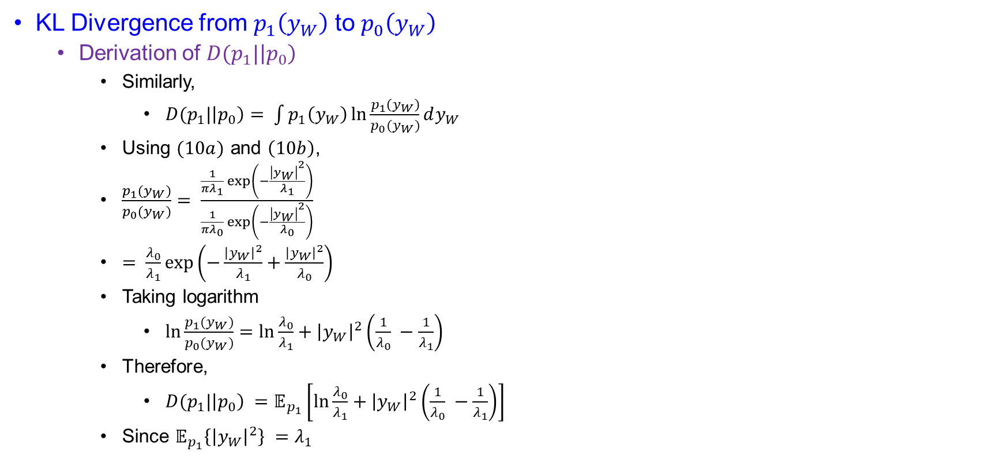 • KL Divergence from $p_1(y_W)$ to $p_0(y_W)$
• Derivation of $D(p_1||p_0)$
• Similarly,
• $D(p_1||p_0) = \int p_1(y_W) \ln \frac{p_1(y_W)}{p_0(y_W)} dy_W$
• Using $(10a)$ and $(10b)$,
• $\frac{p_1(y_W)}{p_0(y_W)} = \frac{\frac{1}{\pi\lambda_1} \exp\left(-\frac{|y_W|^2}{\lambda_1}\right)}{\frac{1}{\pi\lambda_0} \exp\left(-\frac{|y_W|^2}{\lambda_0}\right)}$
• $= \frac{\lambda_0}{\lambda_1} \exp\left(-\frac{|y_W|^2}{\lambda_1} + \frac{|y_W|^2}{\lambda_0}\right)$
• Taking logarithm
• $\ln \frac{p_1(y_W)}{p_0(y_W)} = \ln \frac{\lambda_0}{\lambda_1} + |y_W|^2 \left(\frac{1}{\lambda_0} - \frac{1}{\lambda_1}\right)$
• Therefore,
• $D(p_1||p_0) = \mathbb{E}_{p_1}\left[\ln \frac{\lambda_0}{\lambda_1} + |y_W|^2 \left(\frac{1}{\lambda_0} - \frac{1}{\lambda_1}\right)\right]$
• Since $\mathbb{E}_{p_1}\{|y_W|^2\} = \lambda_1$